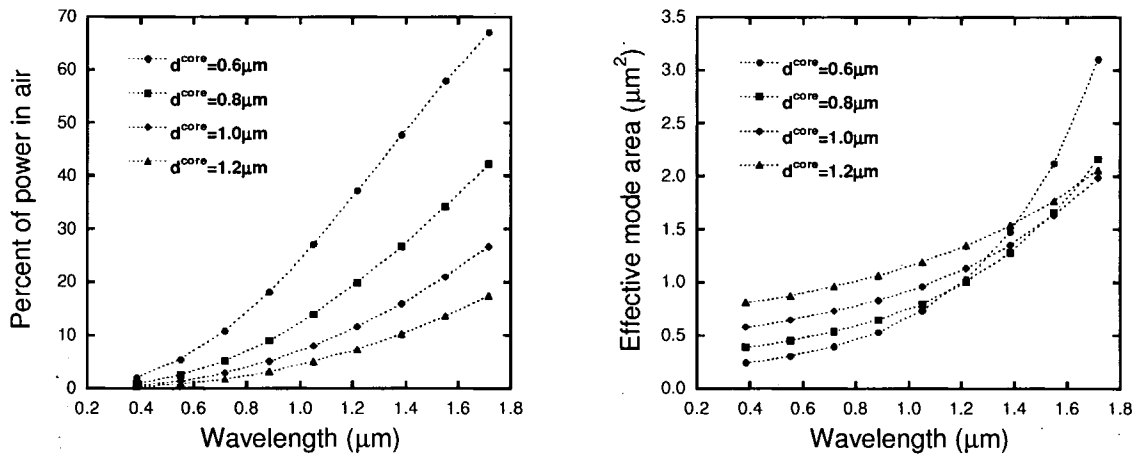 Percent of power in air
70
60
50
40
30
20
10
0
d^core=0.6μm
d^core=0.8μm
d^core=1.0μm
d^core=1.2μm
0.2 0.4 0.6 0.8 1.0 1.2 1.4 1.6 1.8
Wavelength (μm)
Effective mode area (μm²)
3.5
3.0
2.5
2.0
1.5
1.0
0.5
0.0
d^core=0.6μm
d^core=0.8μm
d^core=1.0μm
d^core=1.2μm
0.2 0.4 0.6 0.8 1.0 1.2 1.4 1.6 1.8
Wavelength (μm)